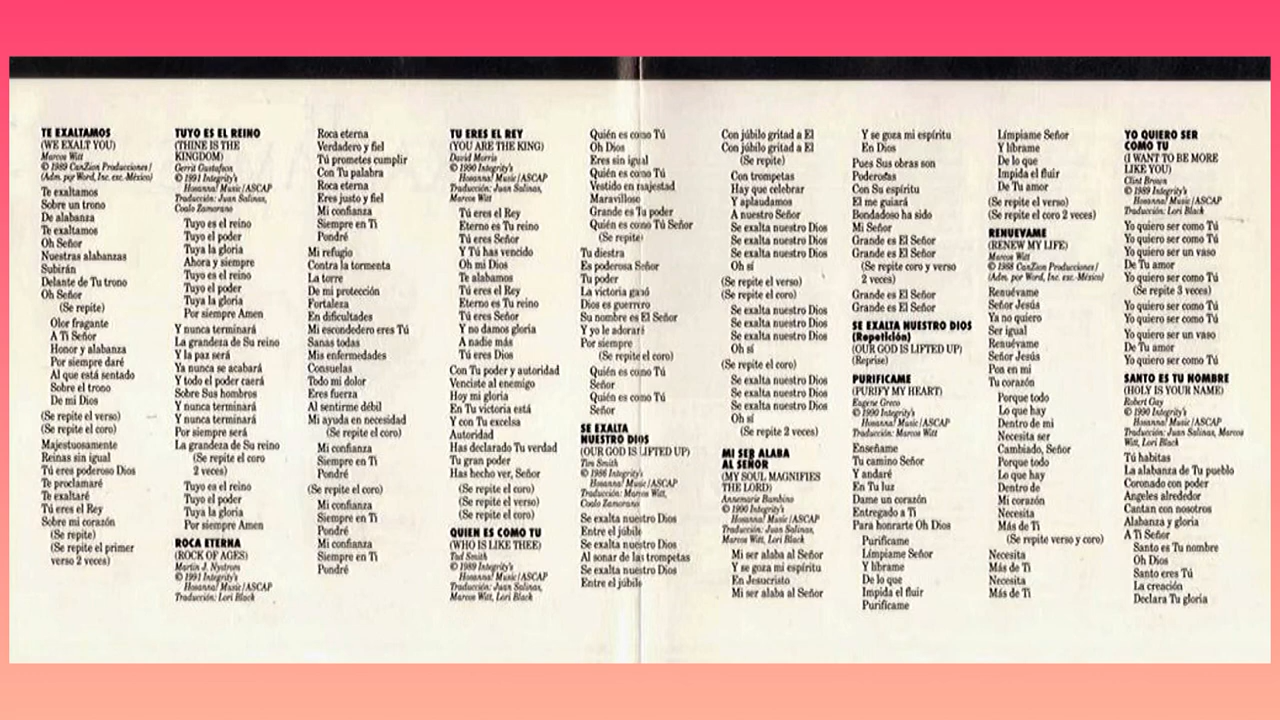 TE EXALTAMOS
(WE EXALT YOU)
Marcos Witt
© 1989 CanZion Producciones/
(Adm. por Word, Inc. exc. México)
Te exaltamos
Sobre un trono
De alabanza
Te exaltamos
Oh Señor
Nuestras alabanzas
Subirán
Delante de Tu trono
Oh Señor
(Se repite)
Olor fragante
A Ti Señor
Honor y alabanza
Por siempre daré
Al que está sentado
Sobre el trono
De mi Dios
(Se repite el verso)
(Se repite el coro)
Majestuosamente
Reinas sin igual
Tú eres poderoso Dios
Te proclamaré
Te exaltaré
Tú eres el Rey
Sobre mi corazón
(Se repite)
(Se repite el primer
verso 2 veces)
TUYO ES EL REINO
(THINE IS THE
KINGDOM)
Gerrit Gustafson
© 1991 Integrity's
Hosanna! Music/ASCAP
Traducción: Juan Salinas,
Coalo Zamorano
Tuyo es el reino
Tuyo el poder
Tuya la gloria
Ahora y siempre
Tuyo es el reino
Tuyo el poder
Tuya la gloria
Por siempre Amen
Y nunca terminará
La grandeza de Su reino
Y la paz será
Ya nunca se acabará
Y todo el poder caerá
Sobre Sus hombros
Y nunca terminará
Y nunca terminará
Por siempre será
La grandeza de Su reino
(Se repite el coro
2 veces)
Tuyo es el reino
Tuyo el poder
Tuya la gloria
Por siempre Amen
ROCA ETERNA
(ROCK OF AGES)
Martin J. Nystrom
© 1991 Integrity's
Hosanna! Music/ASCAP
Traducción: Lori Black
Roca eterna
Verdadero y fiel
Tú prometes cumplir
Con Tu palabra
Roca eterna
Eres justo y fiel
Mi confianza
Siempre en Ti
Pondré
Mi refugio
Contra la tormenta
La torre
De mi protección
Fortaleza
En dificultades
Mi escondedero eres Tú
Sanas todas
Mis enfermedades
Consuelas
Todo mi dolor
Eres fuerza
Al sentirme débil
Mi ayuda en necesidad
(Se repite el coro)
Mi confianza
Siempre en Ti
Pondré
(Se repite el coro)
Mi confianza
Siempre en Ti
Pondré
Mi confianza
Siempre en Ti
Pondré
TU ERES EL REY
(YOU ARE THE KING)
David Morris
© 1990 Integrity's
Hosanna! Music/ASCAP
Traducción: Juan Salinas,
Marcos Witt
Tú eres el Rey
Eterno es Tu reino
Tú eres Señor
Y Tú has vencido
Oh mi Dios
Te alabamos
Tú eres el Rey
Eterno es Tu reino
Tú eres Señor
Y no damos gloria
A nadie más
Tú eres Dios
Con Tu poder y autoridad
Venciste al enemigo
Hoy mi gloria
En Tu victoria está
Y con Tu excelsa
Autoridad
Has declarado Tu verdad
Tu gran poder
Has hecho ver, Señor
(Se repite el coro)
(Se repite el verso)
(Se repite el coro)
QUIEN ES COMO TU
(WHO IS LIKE THEE)
Tod Smith
© 1989 Integrity's
Hosanna! Music/ASCAP
Traducción: Juan Salinas,
Marcos Witt, Lori Black
Quién es como Tú
Oh Dios
Eres sin igual
Quién es como Tú
Vestido en majestad
Maravilloso
Grande es Tu poder
Quién es como Tú Señor
(Se repite)
Tu diestra
Es poderosa Señor
Tu poder
La victoria ganó
Dios es guerrero
Su nombre es El Señor
Y yo le adoraré
Por siempre
(Se repite el coro)
Quién es como Tú
Señor
Quién es como Tú
Señor
SE EXALTA
NUESTRO DIOS
(OUR GOD IS LIFTED UP)
Tim Smith
© 1986 Integrity's
Hosanna! Music/ASCAP
Traducción: Marcos Witt,
Coalo Zamorano
Se exalta nuestro Dios
Entre el júbilo
Se exalta nuestro Dios
Al sonar de las trompetas
Se exalta nuestro Dios
Entre el júbilo
Con júbilo gritad a El
Con júbilo gritad a El
(Se repite)
Con trompetas
Hay que celebrar
Y aplaudamos
A nuestro Señor
Se exalta nuestro Dios
Se exalta nuestro Dios
Se exalta nuestro Dios
Oh sí
(Se repite el verso)
(Se repite el coro)
Se exalta nuestro Dios
Se exalta nuestro Dios
Se exalta nuestro Dios
Oh sí
(Se repite el coro)
Se exalta nuestro Dios
Se exalta nuestro Dios
Se exalta nuestro Dios
Oh sí
(Se repite 2 veces)
MI SER ALABA
AL SEÑOR
(MY SOUL MAGNIFIES
THE LORD)
Annemarie Bambino
© 1990 Integrity's
Hosanna! Music/ASCAP
Traducción: Juan Salinas,
Marcos Witt, Lori Black
Mi ser alaba al Señor
Y se goza mi espíritu
En Jesucristo
Mi ser alaba al Señor
Y se goza mi espíritu
En Dios
Pues Sus obras son
Poderosas
Con Su espíritu
El me guiará
Bondadoso ha sido
Mi Señor
Grande es El Señor
Grande es El Señor
(Se repite coro y verso
2 veces)
Grande es El Señor
Grande es El Señor
SE EXALTA NUESTRO DIOS
(Repetición)
(OUR GOD IS LIFTED UP)
(Reprise)
PURIFICAME
(PURIFY MY HEART)
Eugene Greco
© 1990 Integrity's
Hosanna! Music/ASCAP
Traducción: Marcos Witt
Enseñame
Tu camino Señor
Y andaré
En Tu luz
Dame un corazón
Entregado a Ti
Para honrarte Oh Dios
Purifícame
Límpiame Señor
Y líbrame
De lo que
Impida el fluir
Purifícame
Límpiame Señor
Y líbrame
De lo que
Impida el fluir
De Tu amor
(Se repite el verso)
(Se repite el coro 2 veces)
RENUEVAME
(RENEW MY LIFE)
Marcos Witt
© 1988 CanZion Producciones/
(Adm. por Word, Inc. exc. México)
Renuévame
Señor Jesús
Ya no quiero
Ser igual
Renuévame
Señor Jesús
Pon en mi
Tu corazón
Porque todo
Lo que hay
Dentro de mi
Necesita ser
Cambiado, Señor
Porque todo
Lo que hay
Dentro de
Mi corazón
Necesita
Más de Ti
(Se repite verso y coro)
Necesita
Más de Ti
Necesita
Más de Ti
YO QUIERO SER
COMO TU
(I WANT TO BE MORE
LIKE YOU)
Clint Brown
© 1989 Integrity's
Hosanna! Music/ASCAP
Traducción: Lori Black
Yo quiero ser como Tú
Yo quiero ser como Tú
Yo quiero ser un vaso
De Tu amor
Yo quiero ser como Tú
(Se repite 3 veces)
Yo quiero ser como Tú
Yo quiero ser como Tú
Yo quiero ser un vaso
De Tu amor
Yo quiero ser como Tú
SANTO ES TU NOMBRE
(HOLY IS YOUR NAME)
Robert Gay
© 1990 Integrity's
Hosanna! Music/ASCAP
Traducción: Juan Salinas, Marcos
Witt, Lori Black
Tú habitas
La alabanza de Tu pueblo
Coronado con poder
Angeles alrededor
Cantan con nosotros
Alabanza y gloria
A Ti Señor
Santo es Tu nombre
Oh Dios
Santo eres Tú
La creación
Declara Tu gloria